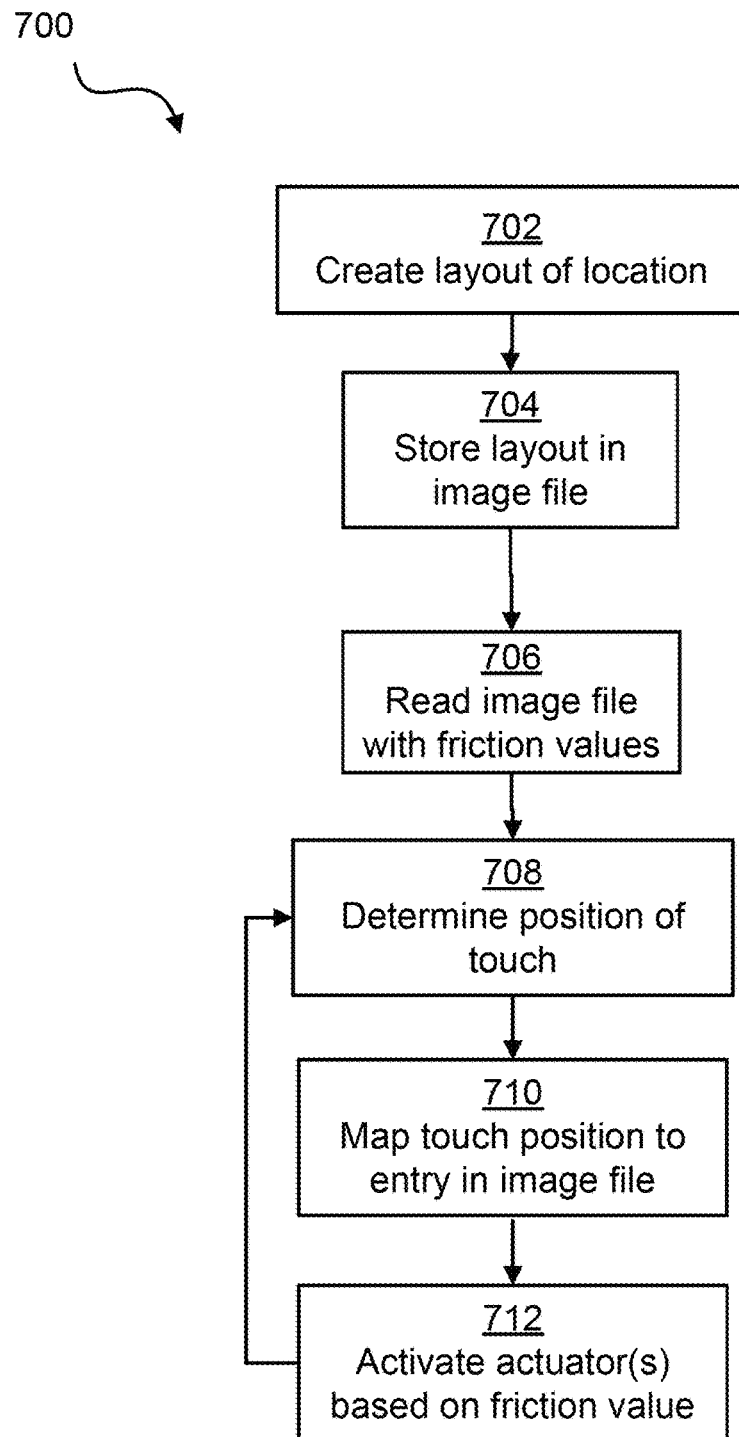 700
702
Create layout of location
704
Store layout in
image file
706
Read image file
with friction values
708
Determine position of
touch
710
Map touch position to
entry in image file
712
Activate actuator(s)
based on friction value